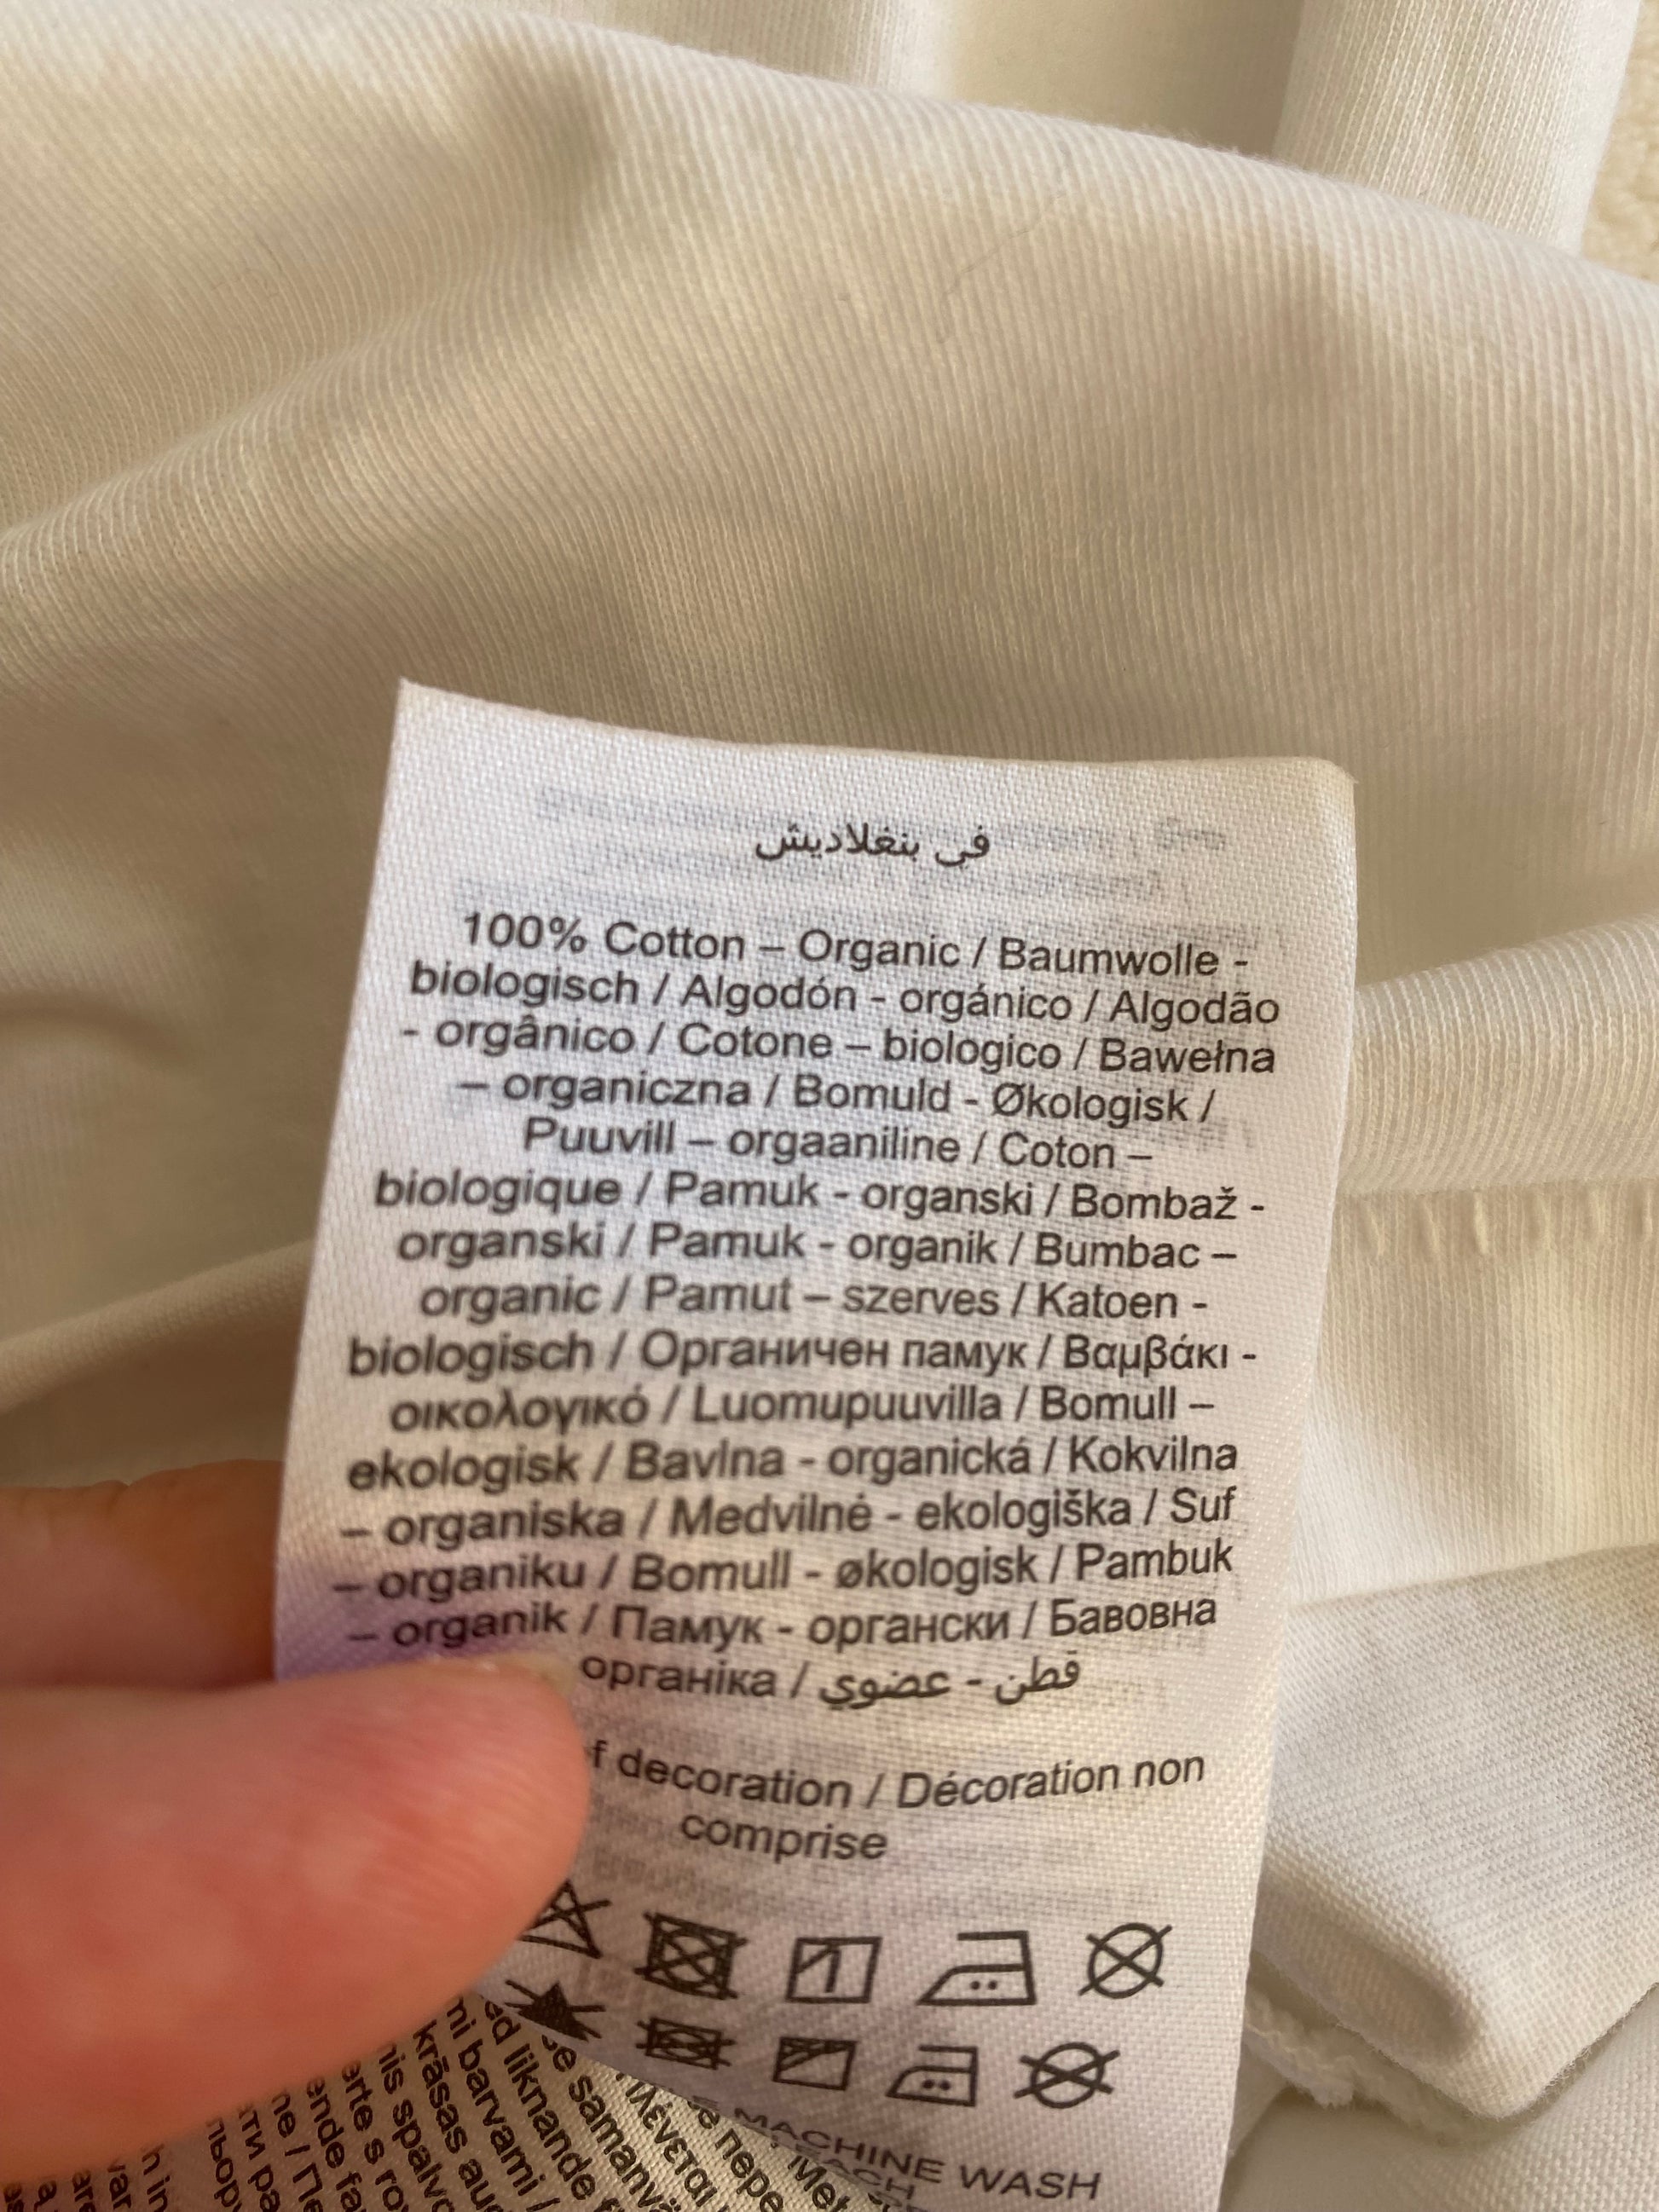 في بنغلاديش
100% Cotton – Organic / Baumwolle -
biologisch / Algodón - orgánico / Algodão
- orgânico / Cotone – biologico / Bawełna
– organiczna / Bomuld - Økologisk /
Puuvill – orgaaniline / Coton –
biologique / Pamuk - organski / Bombaž -
organski / Pamuk - organik / Bumbac –
organic / Pamut – szerves / Katoen -
biologisch / Органичен памук / Βαμβάκι -
οικολογικό / Luomupuuvilla / Bomull –
ekologisk / Bavlna - organická / Kokvilna
– organiska / Medvilnė - ekologiška / Suf
– organiku / Bomull - økologisk / Pambuk
– organik / Памук - органски / Бавовна
органіка / قطن - عضوي
decoration / Décoration non
comprise
MACHINE WASH